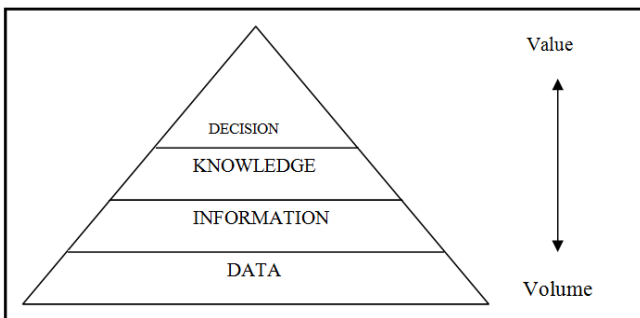 Value
DECISION
KNOWLEDGE
INFORMATION
DATA
Volume